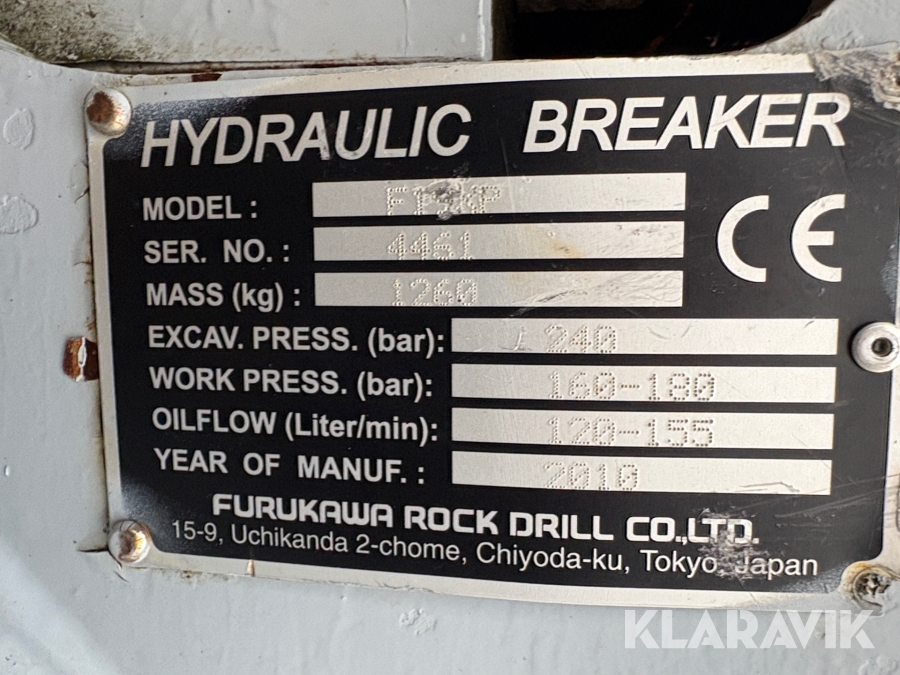 HYDRAULIC BREAKER
MODEL :
SER. NO. : 4461
MASS (kg) : 1260
EXCAV. PRESS. (bar): 240
WORK PRESS. (bar): 160-180
OILFLOW (Liter/min): 120-155
YEAR OF MANUF. : 2010
CE
FURUKAWA ROCK DRILL CO.,LTD.
15-9, Uchikanda 2-chome, Chiyoda-ku, Tokyo, Japan
KLARAVIK